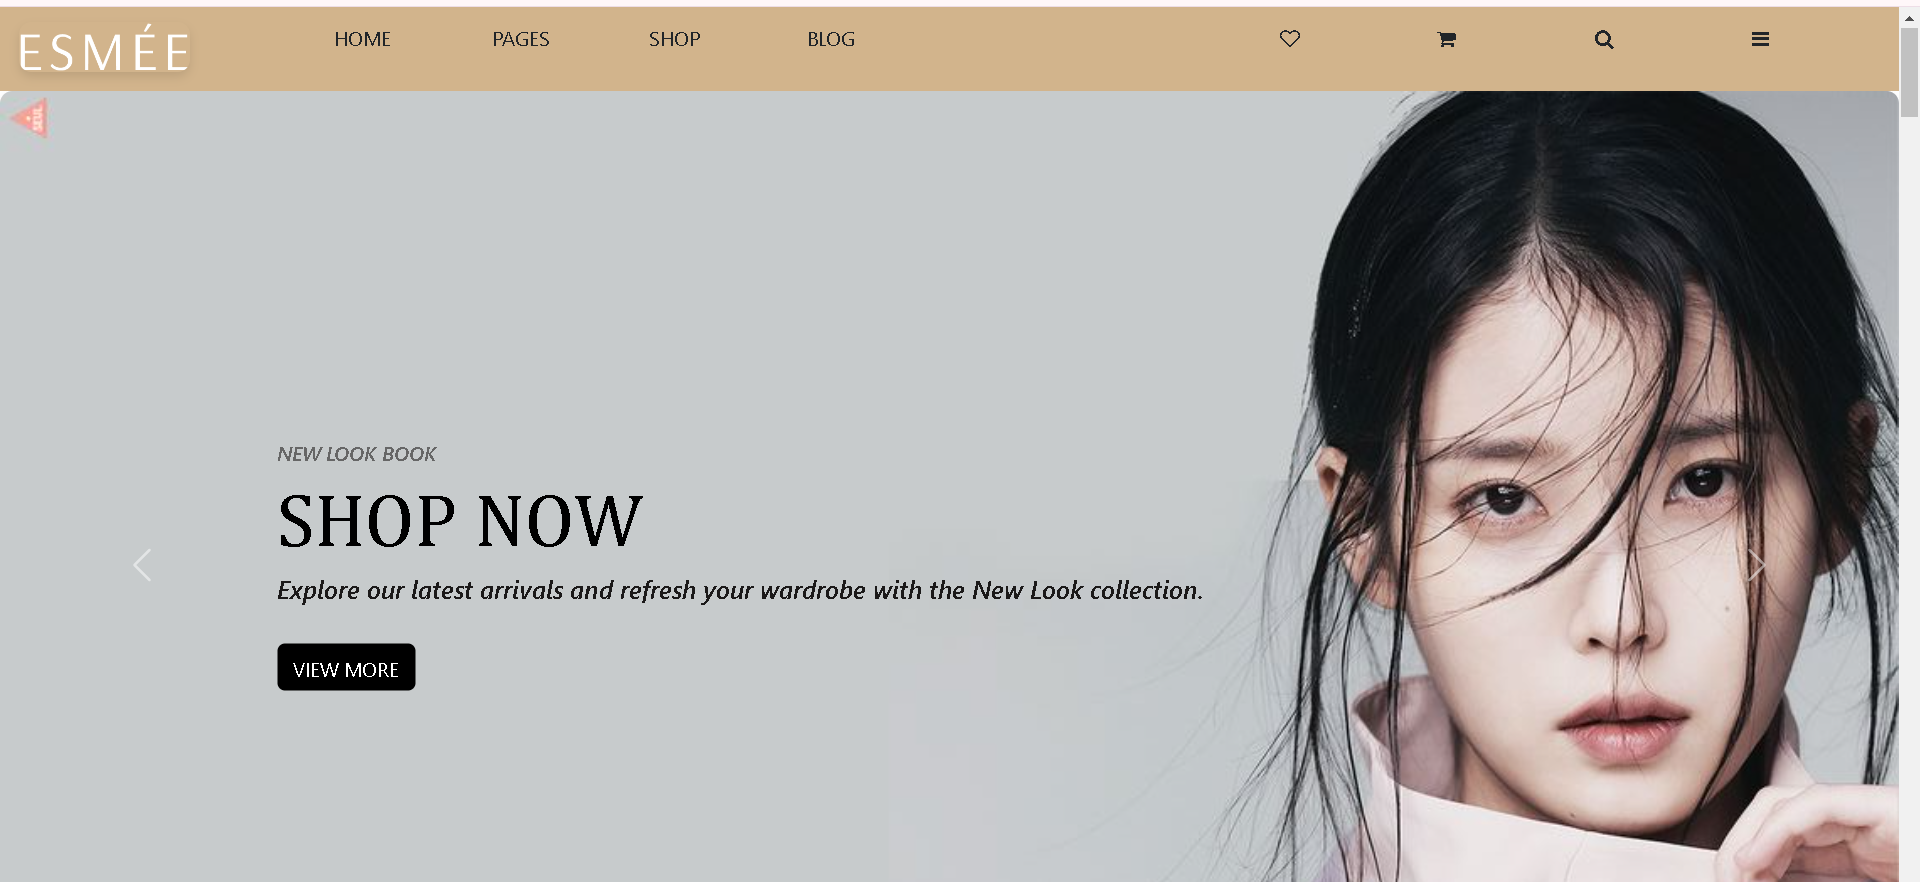 ESMÉE
HOME PAGES SHOP BLOG
NEW LOOK BOOK
SHOP NOW
Explore our latest arrivals and refresh your wardrobe with the New Look collection.
VIEW MORE